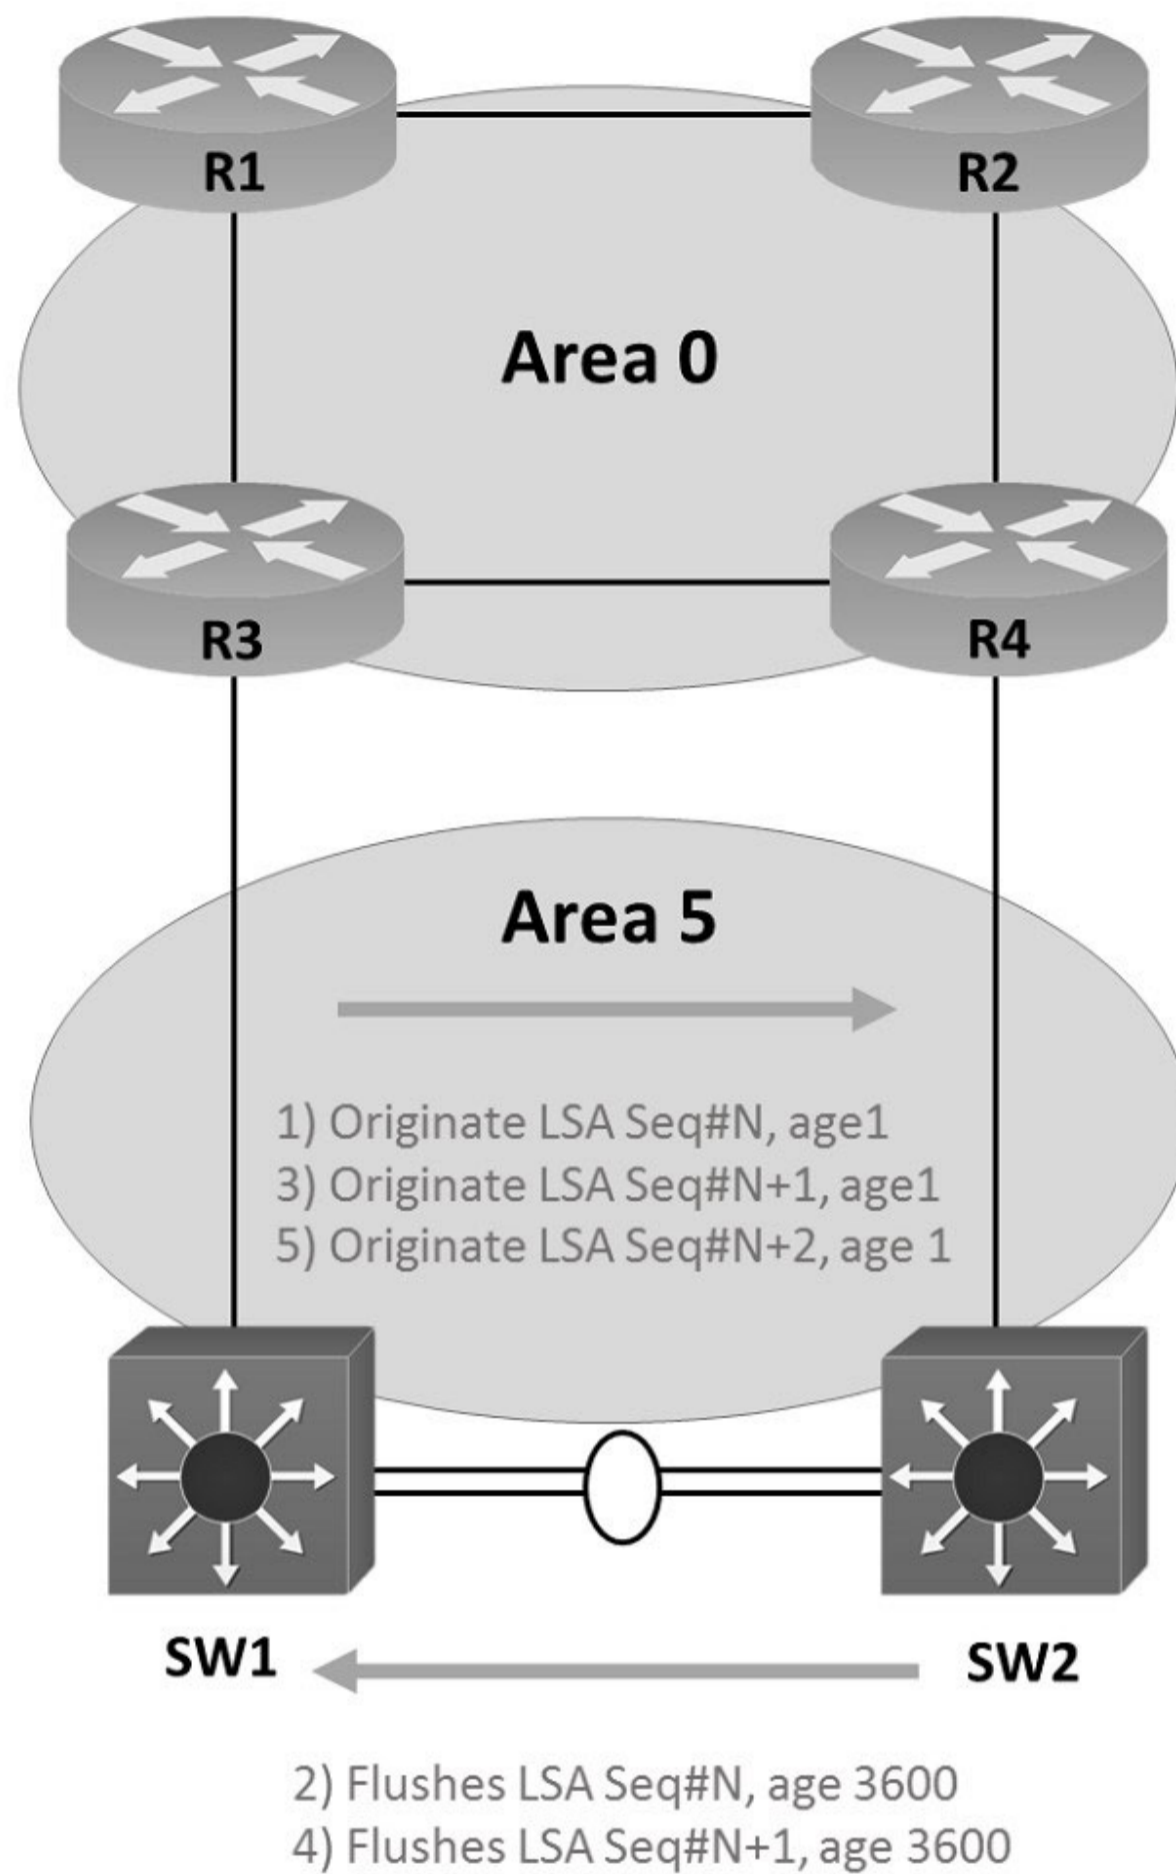 R1
R2
Area 0
R3
R4
Area 5
1) Originate LSA Seq#N, age1
3) Originate LSA Seq#N+1, age1
5) Originate LSA Seq#N+2, age 1
SW1
SW2
2) Flushes LSA Seq#N, age 3600
4) Flushes LSA Seq#N+1, age 3600